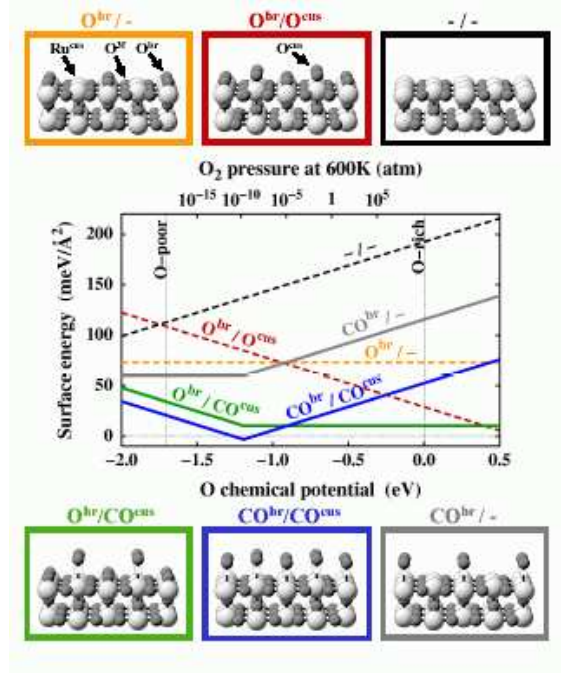 O^br / -
O^br/O^cus
- / -
Ru^cus
O^3f
O^br
O^cus
O₂ pressure at 600K (atm)
10^-15 10^-10 10^-5 1 10^5
Surface energy (meV/Å²)
200
150
100
50
0
O-poor
O-rich
- / -
CO^br / -
O^br / O^cus
O^br / -
O^br / CO^cus
CO^br / CO^cus
-2.0 -1.5 -1.0 -0.5 0.0 0.5
O chemical potential (eV)
O^br/CO^cus
CO^br/CO^cus
CO^br / -